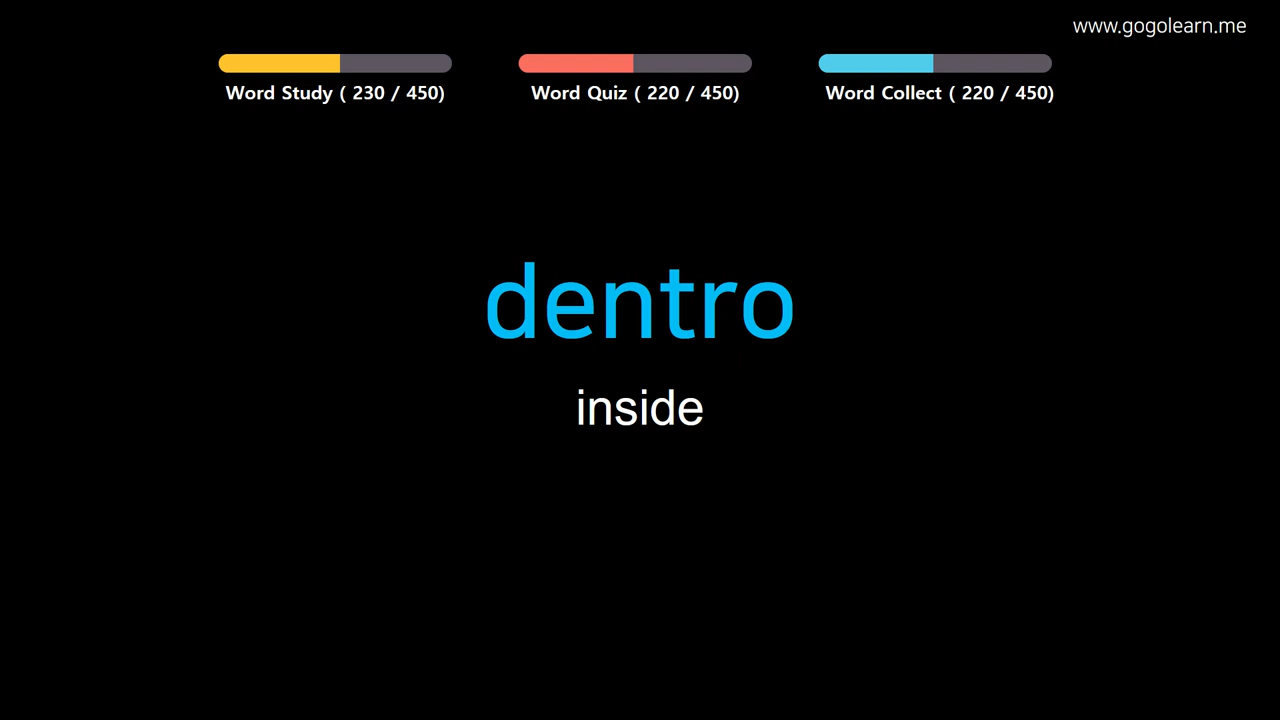 www.gogolearn.me
Word Study ( 230 / 450)
Word Quiz ( 220 / 450)
Word Collect ( 220 / 450)
dentro
inside